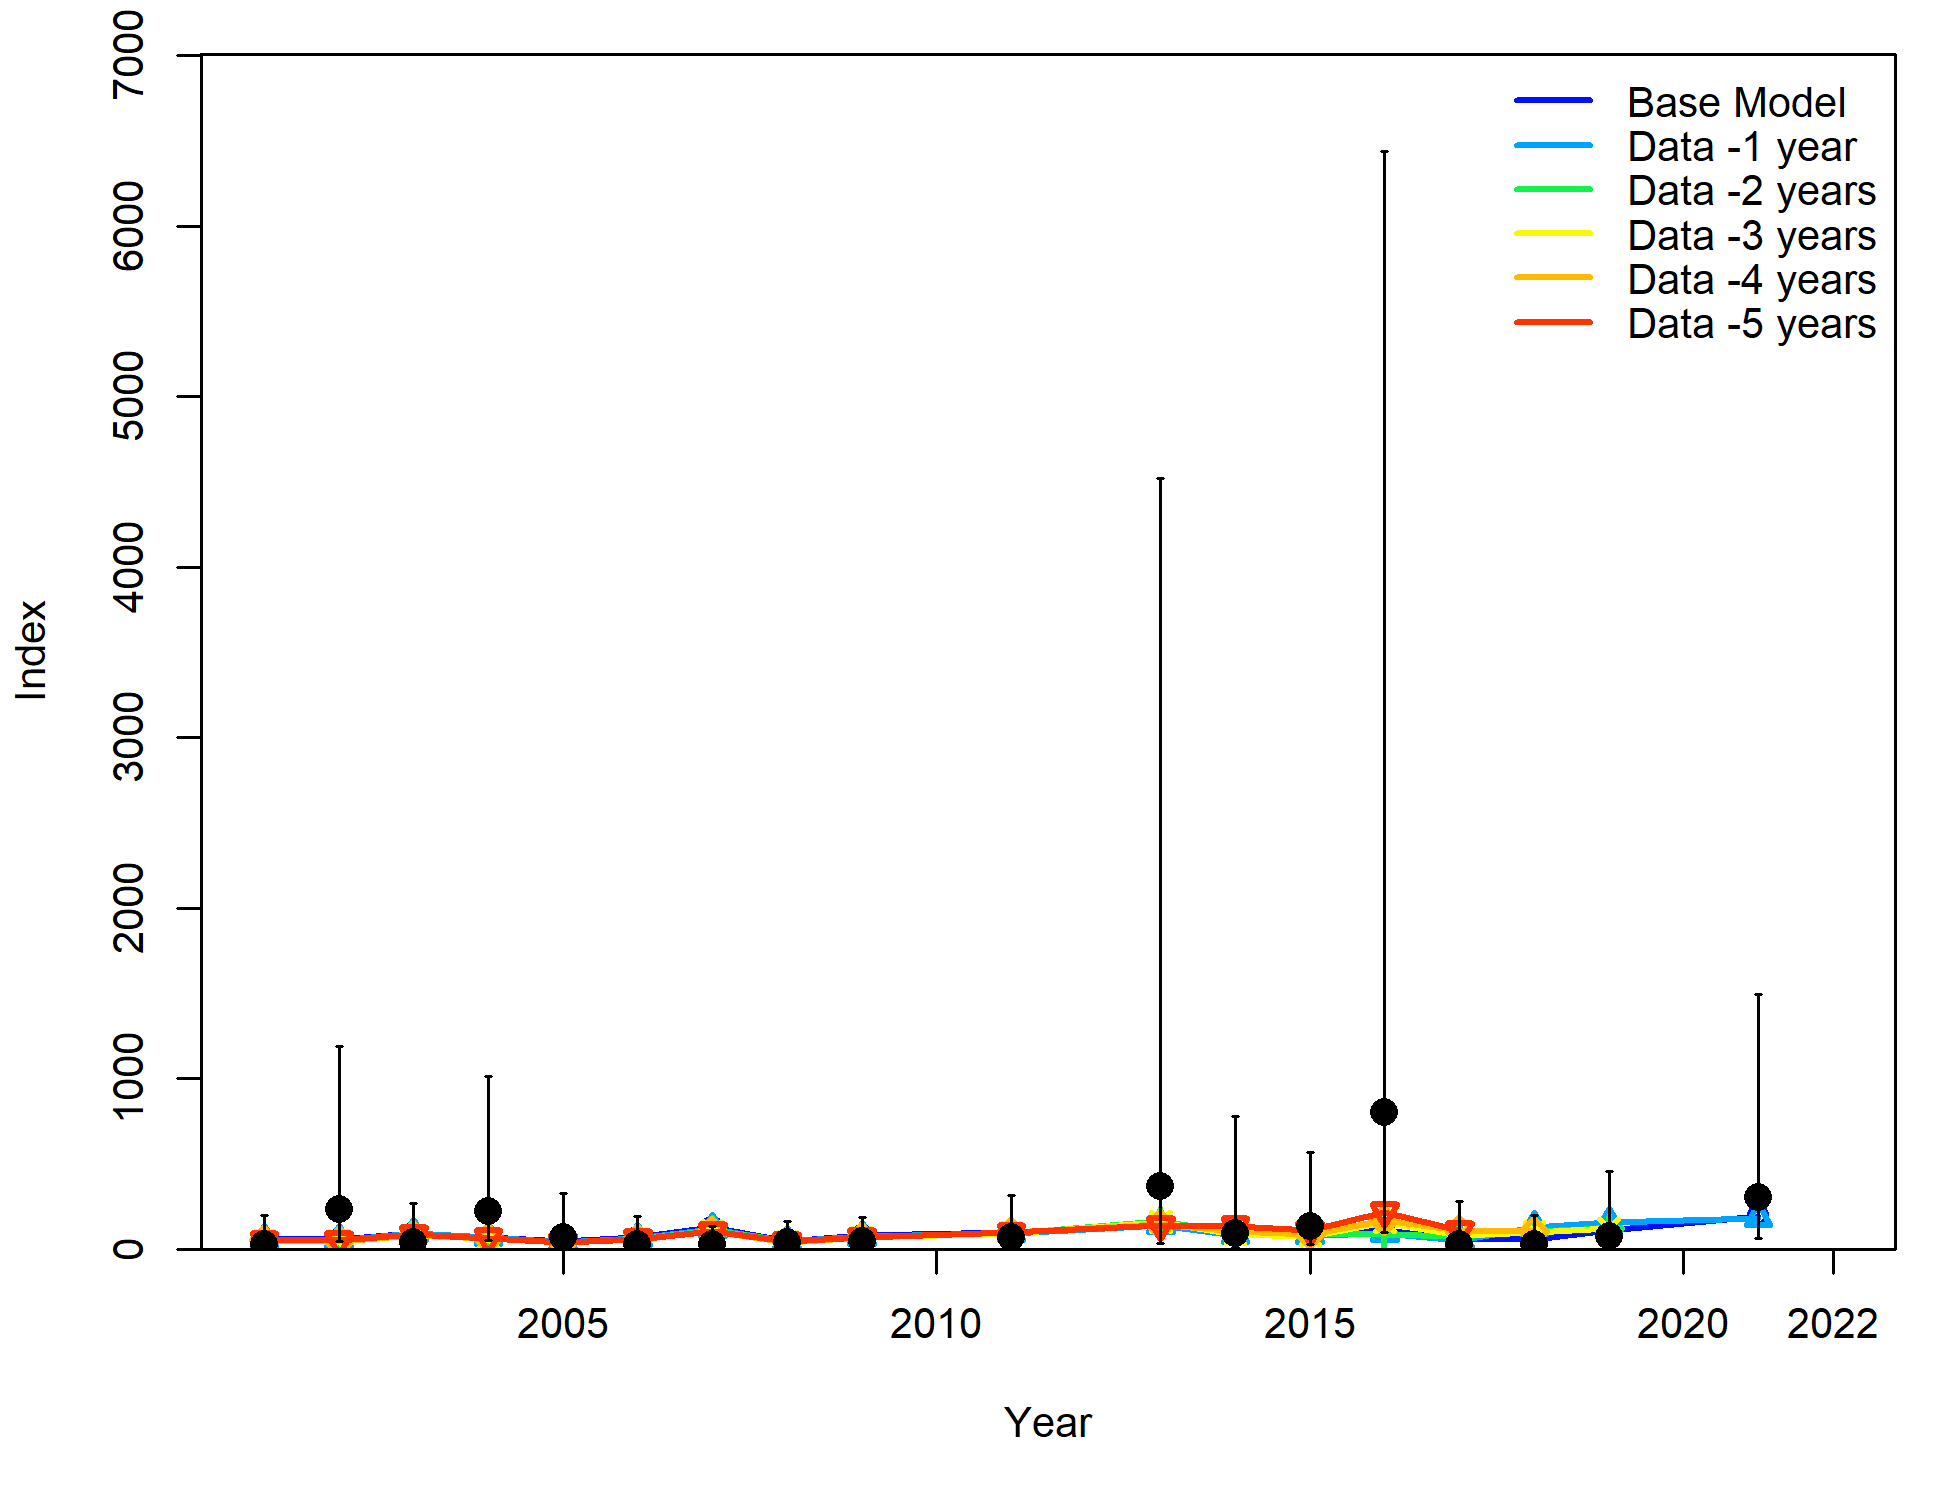 7000
6000
5000
4000
3000
2000
1000
0
Index
Base Model
Data -1 year
Data -2 years
Data -3 years
Data -4 years
Data -5 years
2005
2010
2015
2020
2022
Year